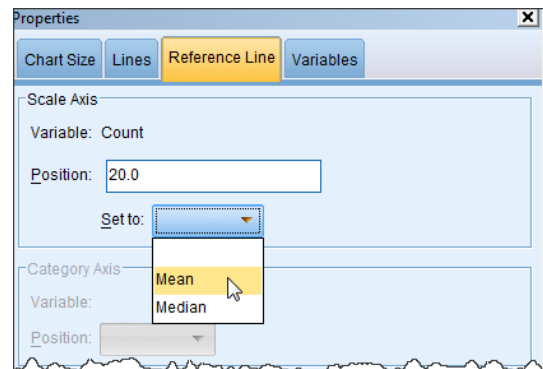 Properties
Chart Size Lines Reference Line Variables
Scale Axis
Variable: Count
Position: 20.0
Set to:
Mean
Median
Category Axis
Variable:
Position: